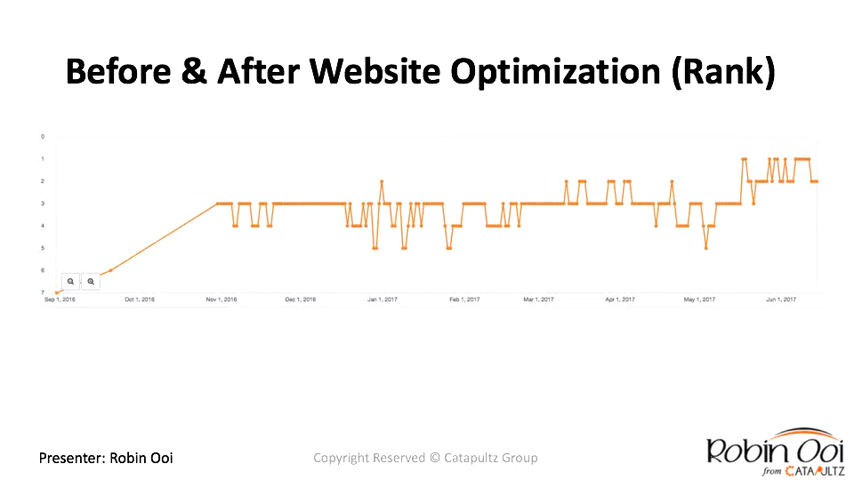 Before & After Website Optimization (Rank)
0
1
2
3
4
5
6
7
Sep 1, 2016 Oct 1, 2016 Nov 1, 2016 Dec 1, 2016 Jan 1, 2017 Feb 1, 2017 Mar 1, 2017 Apr 1, 2017 May 1, 2017 Jun 1, 2017
Presenter: Robin Ooi
Copyright Reserved © Catapultz Group
Robin Ooi
from CATAPULTZ